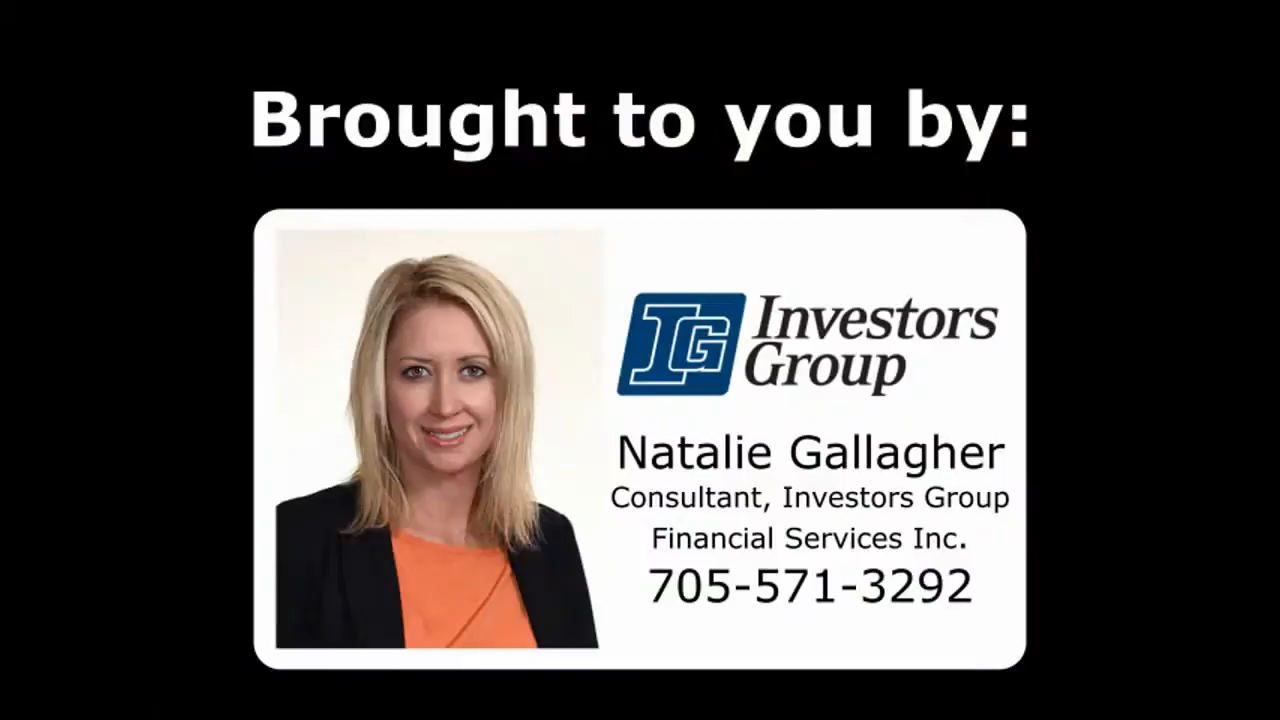 Brought to you by:
IG Investors
Group
Natalie Gallagher
Consultant, Investors Group
Financial Services Inc.
705-571-3292